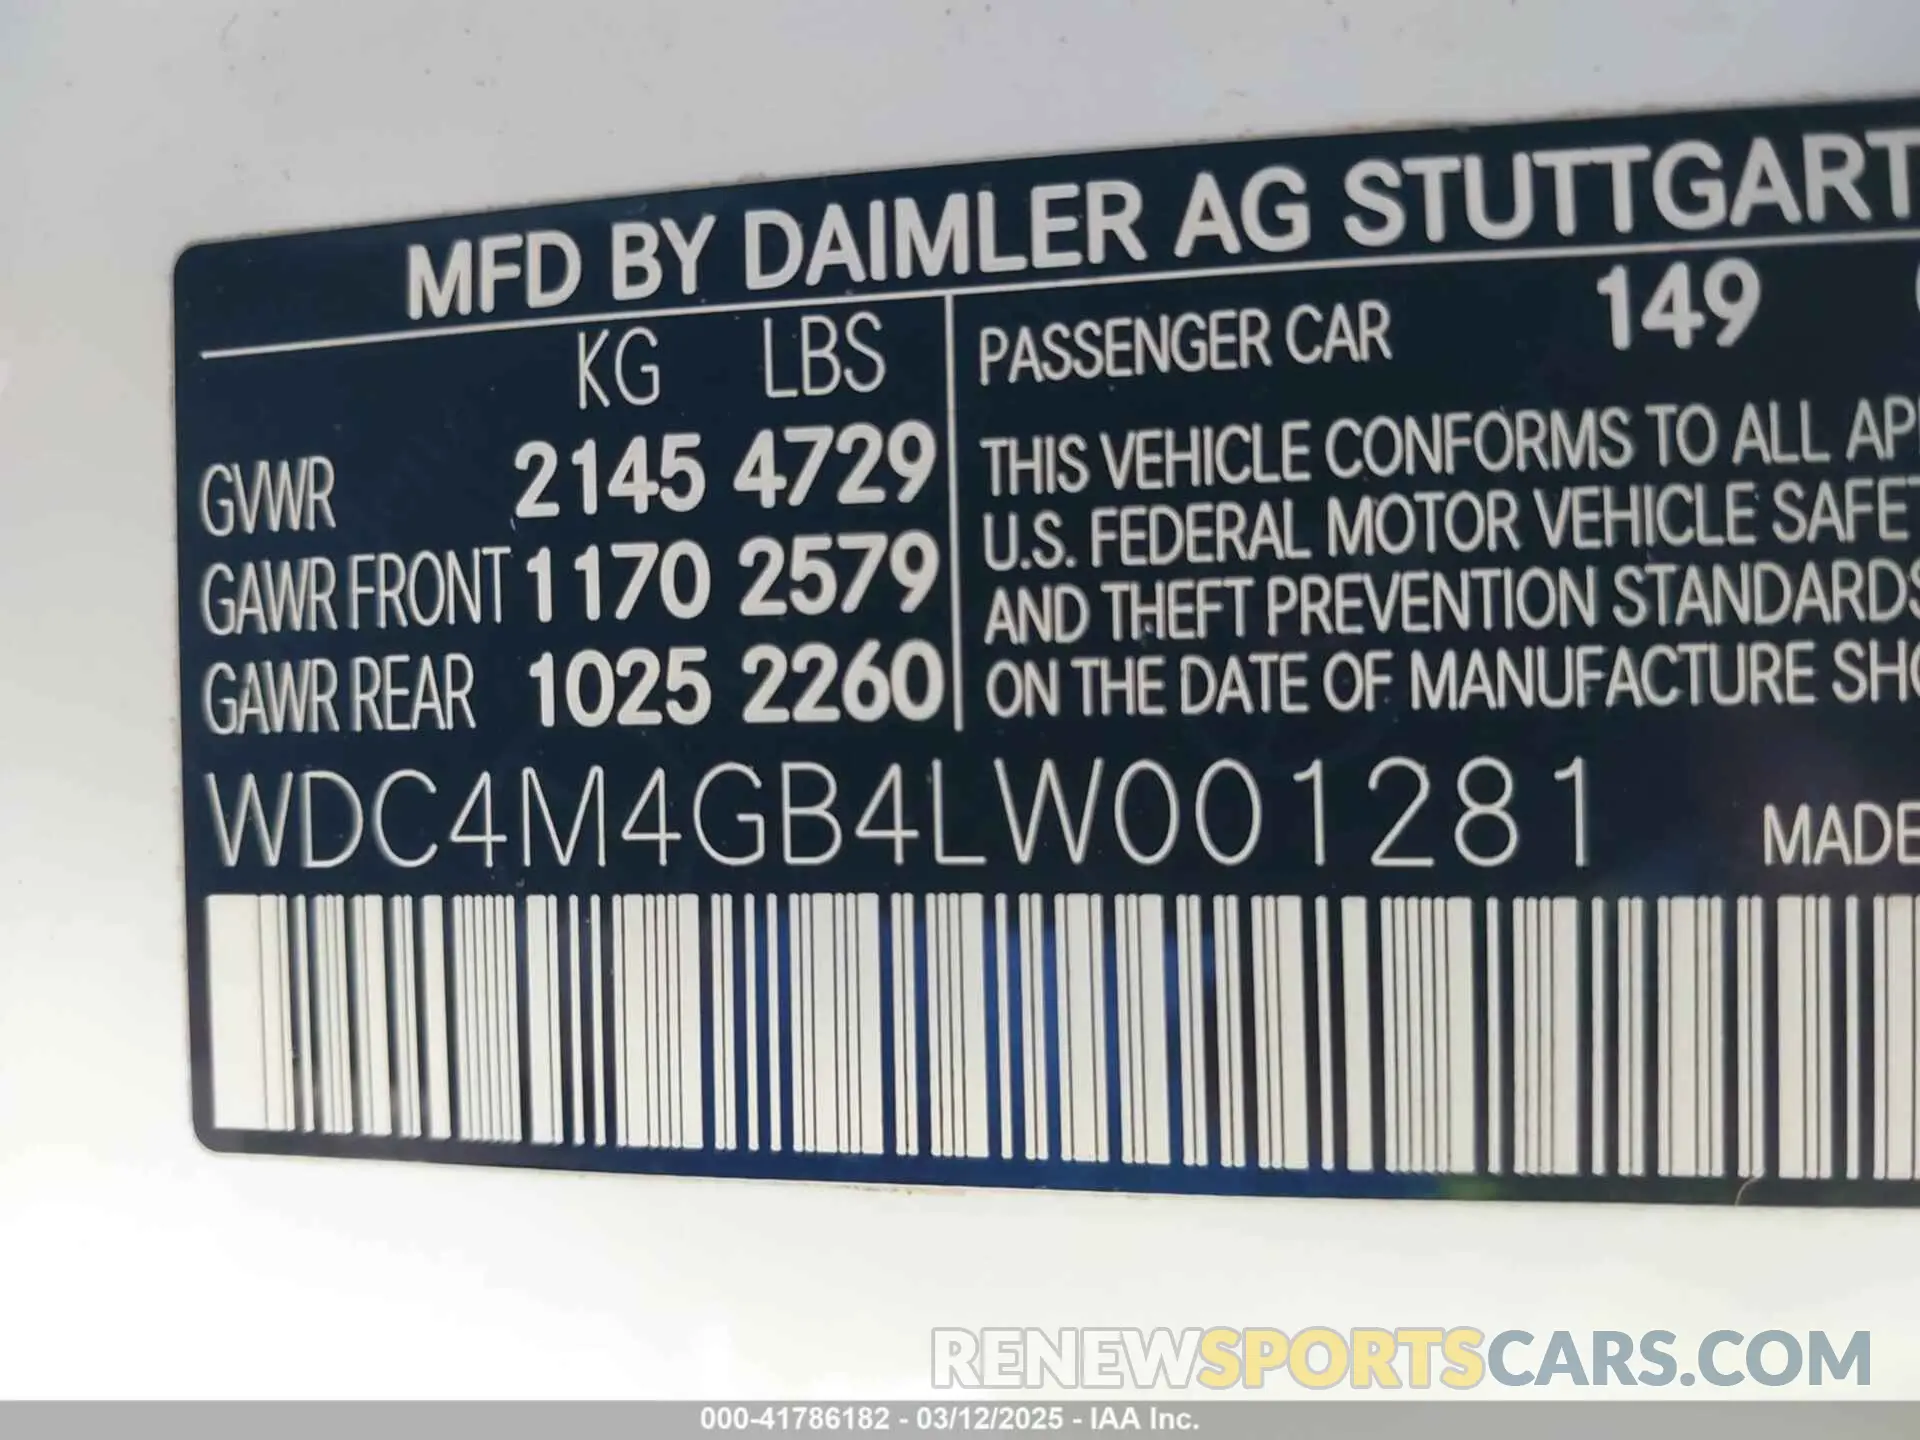 MFD BY DAIMLER AG STUTTGART
KG LBS
GVWR 2145 4729
GAWR FRONT 1170 2579
GAWR REAR 1025 2260
PASSENGER CAR 149
THIS VEHICLE CONFORMS TO ALL AP
U.S. FEDERAL MOTOR VEHICLE SAFE
AND THEFT PREVENTION STANDARDS
ON THE DATE OF MANUFACTURE SHO
WDC4M4GB4LW001281
MADE
RENEWSPORTSCARS.COM
000-41786182 - 03/12/2025 - IAA Inc.